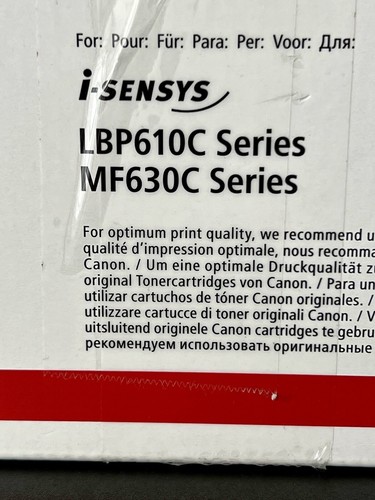 For: Pour: Für: Para: Per: Voor: Для:
i-SENSYS
LBP610C Series
MF630C Series
For optimum print quality, we recommend u
qualité d'impression optimale, nous recomma
Canon. / Um eine optimale Druckqualität z
original Tonercartridges von Canon. / Para un
utilizar cartuchos de tóner Canon originales. /
utilizzare cartucce di toner originali Canon. / V
uitsluitend originele Canon cartridges te gebru
рекомендуем использовать оригинальные